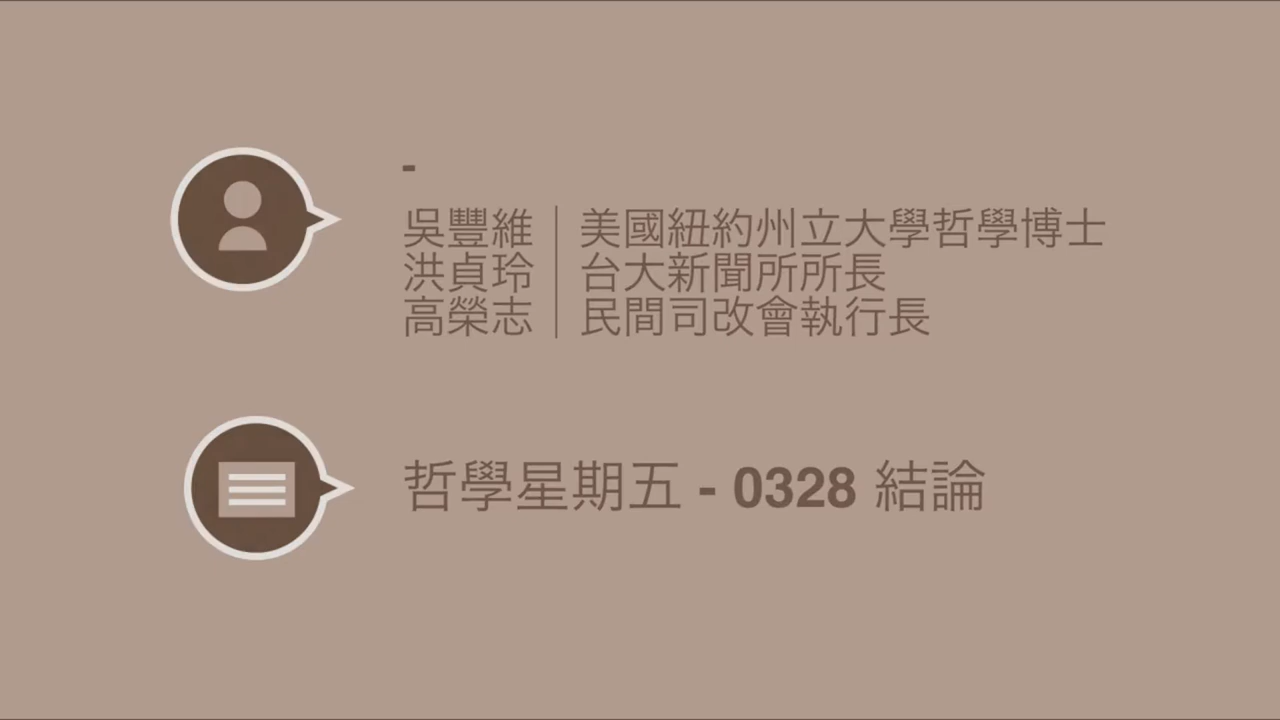 -
吳豐維｜美國紐約州立大學哲學博士
洪貞玲｜台大新聞所所長
高榮志｜民間司改會執行長
哲學星期五 - 0328 結論